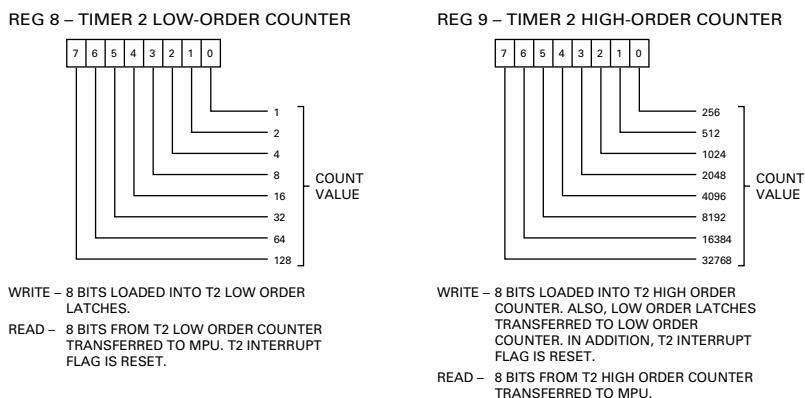 REG 8 – TIMER 2 LOW-ORDER COUNTER
7 6 5 4 3 2 1 0
1
2
4
8
16
32
64
128
COUNT
VALUE
WRITE – 8 BITS LOADED INTO T2 LOW ORDER
LATCHES.
READ – 8 BITS FROM T2 LOW ORDER COUNTER
TRANSFERRED TO MPU. T2 INTERRUPT
FLAG IS RESET.
REG 9 – TIMER 2 HIGH-ORDER COUNTER
7 6 5 4 3 2 1 0
256
512
1024
2048
4096
8192
16384
32768
COUNT
VALUE
WRITE – 8 BITS LOADED INTO T2 HIGH ORDER
COUNTER. ALSO, LOW ORDER LATCHES
TRANSFERRED TO LOW ORDER
COUNTER. IN ADDITION, T2 INTERRUPT
FLAG IS RESET.
READ – 8 BITS FROM T2 HIGH ORDER COUNTER
TRANSFERRED TO MPU.